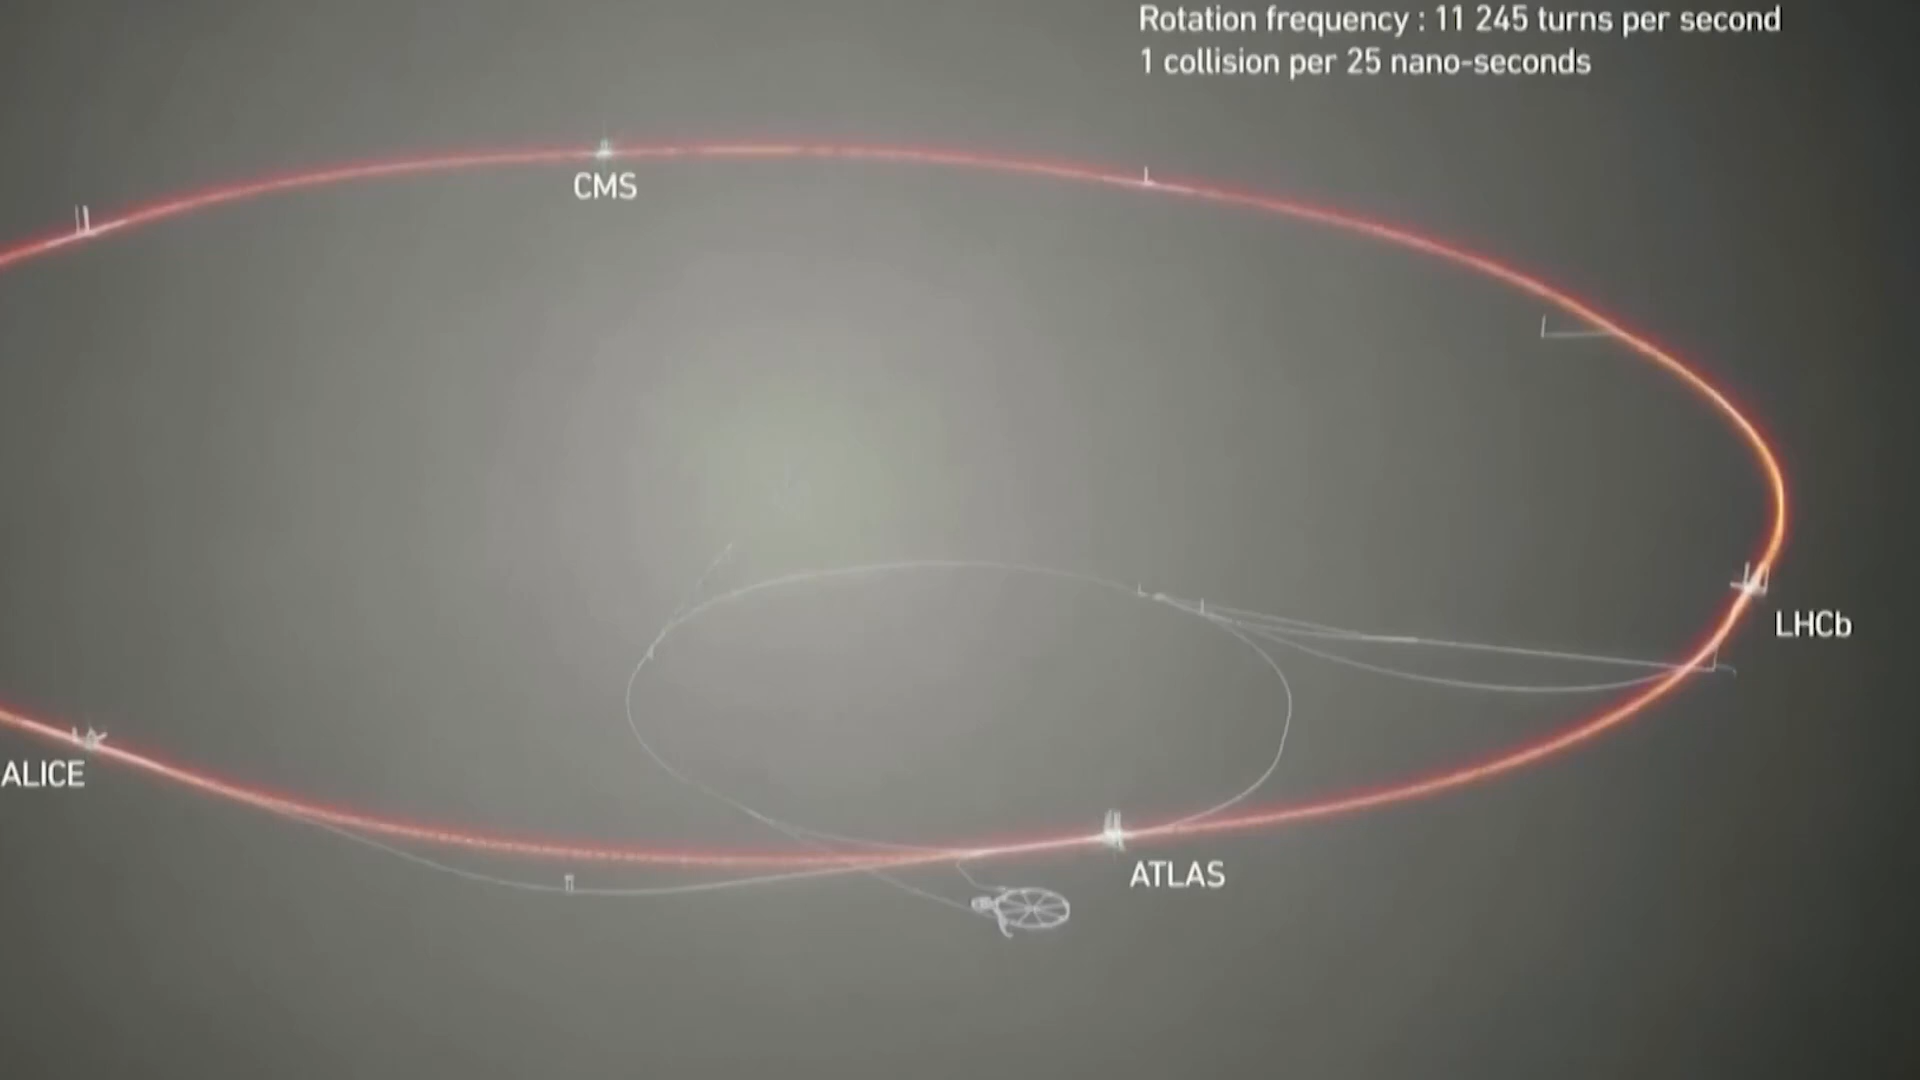 Rotation frequency : 11 245 turns per second
1 collision per 25 nano-seconds
CMS
LHCb
ALICE
ATLAS